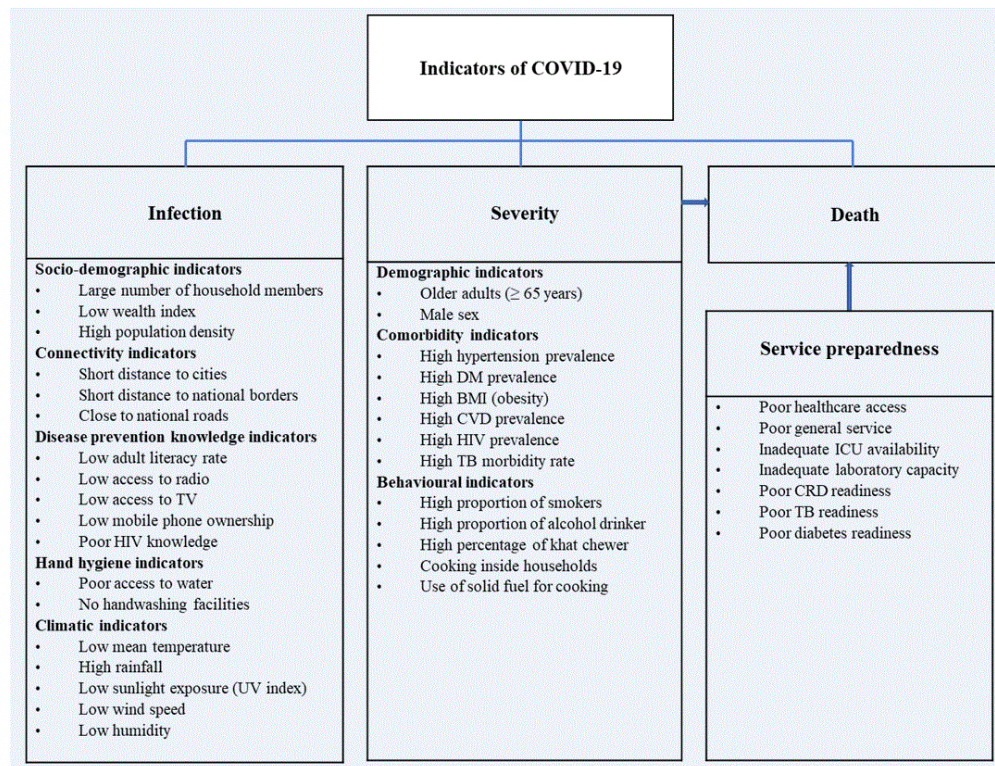 Indicators of COVID-19
Infection
Socio-demographic indicators
• Large number of household members
• Low wealth index
• High population density
Connectivity indicators
• Short distance to cities
• Short distance to national borders
• Close to national roads
Disease prevention knowledge indicators
• Low adult literacy rate
• Low access to radio
• Low access to TV
• Low mobile phone ownership
• Poor HIV knowledge
Hand hygiene indicators
• Poor access to water
• No handwashing facilities
Climatic indicators
• Low mean temperature
• High rainfall
• Low sunlight exposure (UV index)
• Low wind speed
• Low humidity
Severity
Demographic indicators
• Older adults (≥ 65 years)
• Male sex
Comorbidity indicators
• High hypertension prevalence
• High DM prevalence
• High BMI (obesity)
• High CVD prevalence
• High HIV prevalence
• High TB morbidity rate
Behavioural indicators
• High proportion of smokers
• High proportion of alcohol drinker
• High percentage of khat chewer
• Cooking inside households
• Use of solid fuel for cooking
Death
Service preparedness
• Poor healthcare access
• Poor general service
• Inadequate ICU availability
• Inadequate laboratory capacity
• Poor CRD readiness
• Poor TB readiness
• Poor diabetes readiness